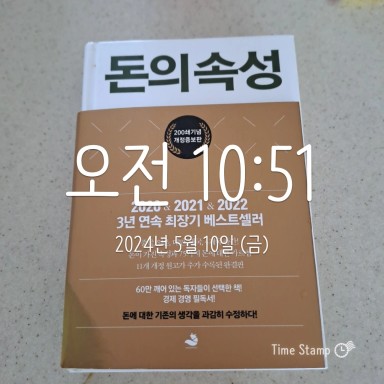 돈의 속성
200쇄기념
개정증보판
오전 10:51
2020 & 2021 & 2022
3년 연속 최장기 베스트셀러
2024년 5월 10일 (금)
11개 개정 원고가 추가 수록된 완결판
60만 깨어 있는 독자들이 선택한 책!
경제 경영 필독서!
돈에 대한 기존의 생각을 과감히 수정하다!
Time Stamp